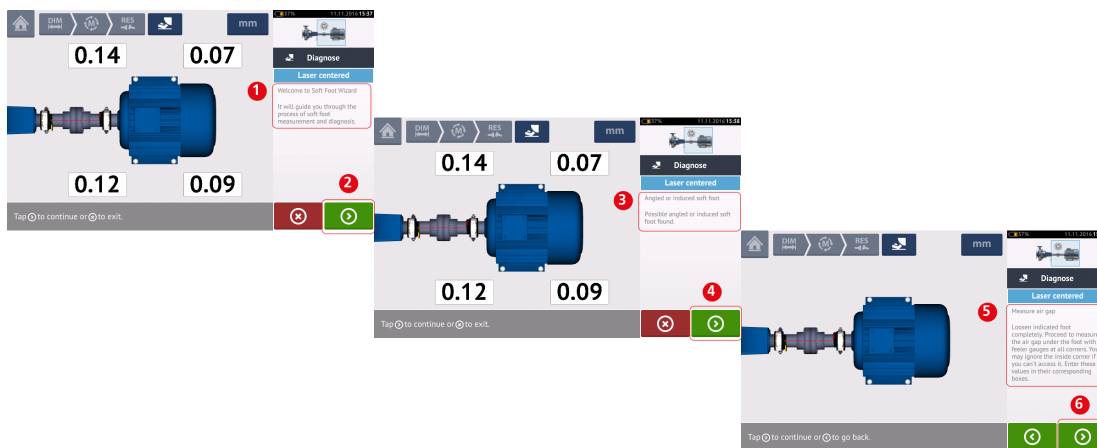 37% 11.11.2016 15:37
DIM M RES mm
0.14 0.07
Diagnose
Laser centered
1
Welcome to Soft Foot Wizard
It will guide you through the
process of soft foot
measurement and diagnosis.
0.12 0.09
2
Tap to continue or to exit.
37% 11.11.2016 15:38
DIM M RES mm
0.14 0.07
Diagnose
Laser centered
3
Angled or induced soft foot
Possible angled or induced soft
foot found.
0.12 0.09
4
Tap to continue or to exit.
37% 11.11.2016
DIM M RES mm
Diagnose
Laser centered
5
Measure air gap
Loosen indicated foot
completely. Proceed to measure
the air gap under the foot with
feeler gauges at all corners. You
may ignore the inside corner if
you can't access it. Enter these
values in their corresponding
boxes.
6
Tap to continue or to go back.